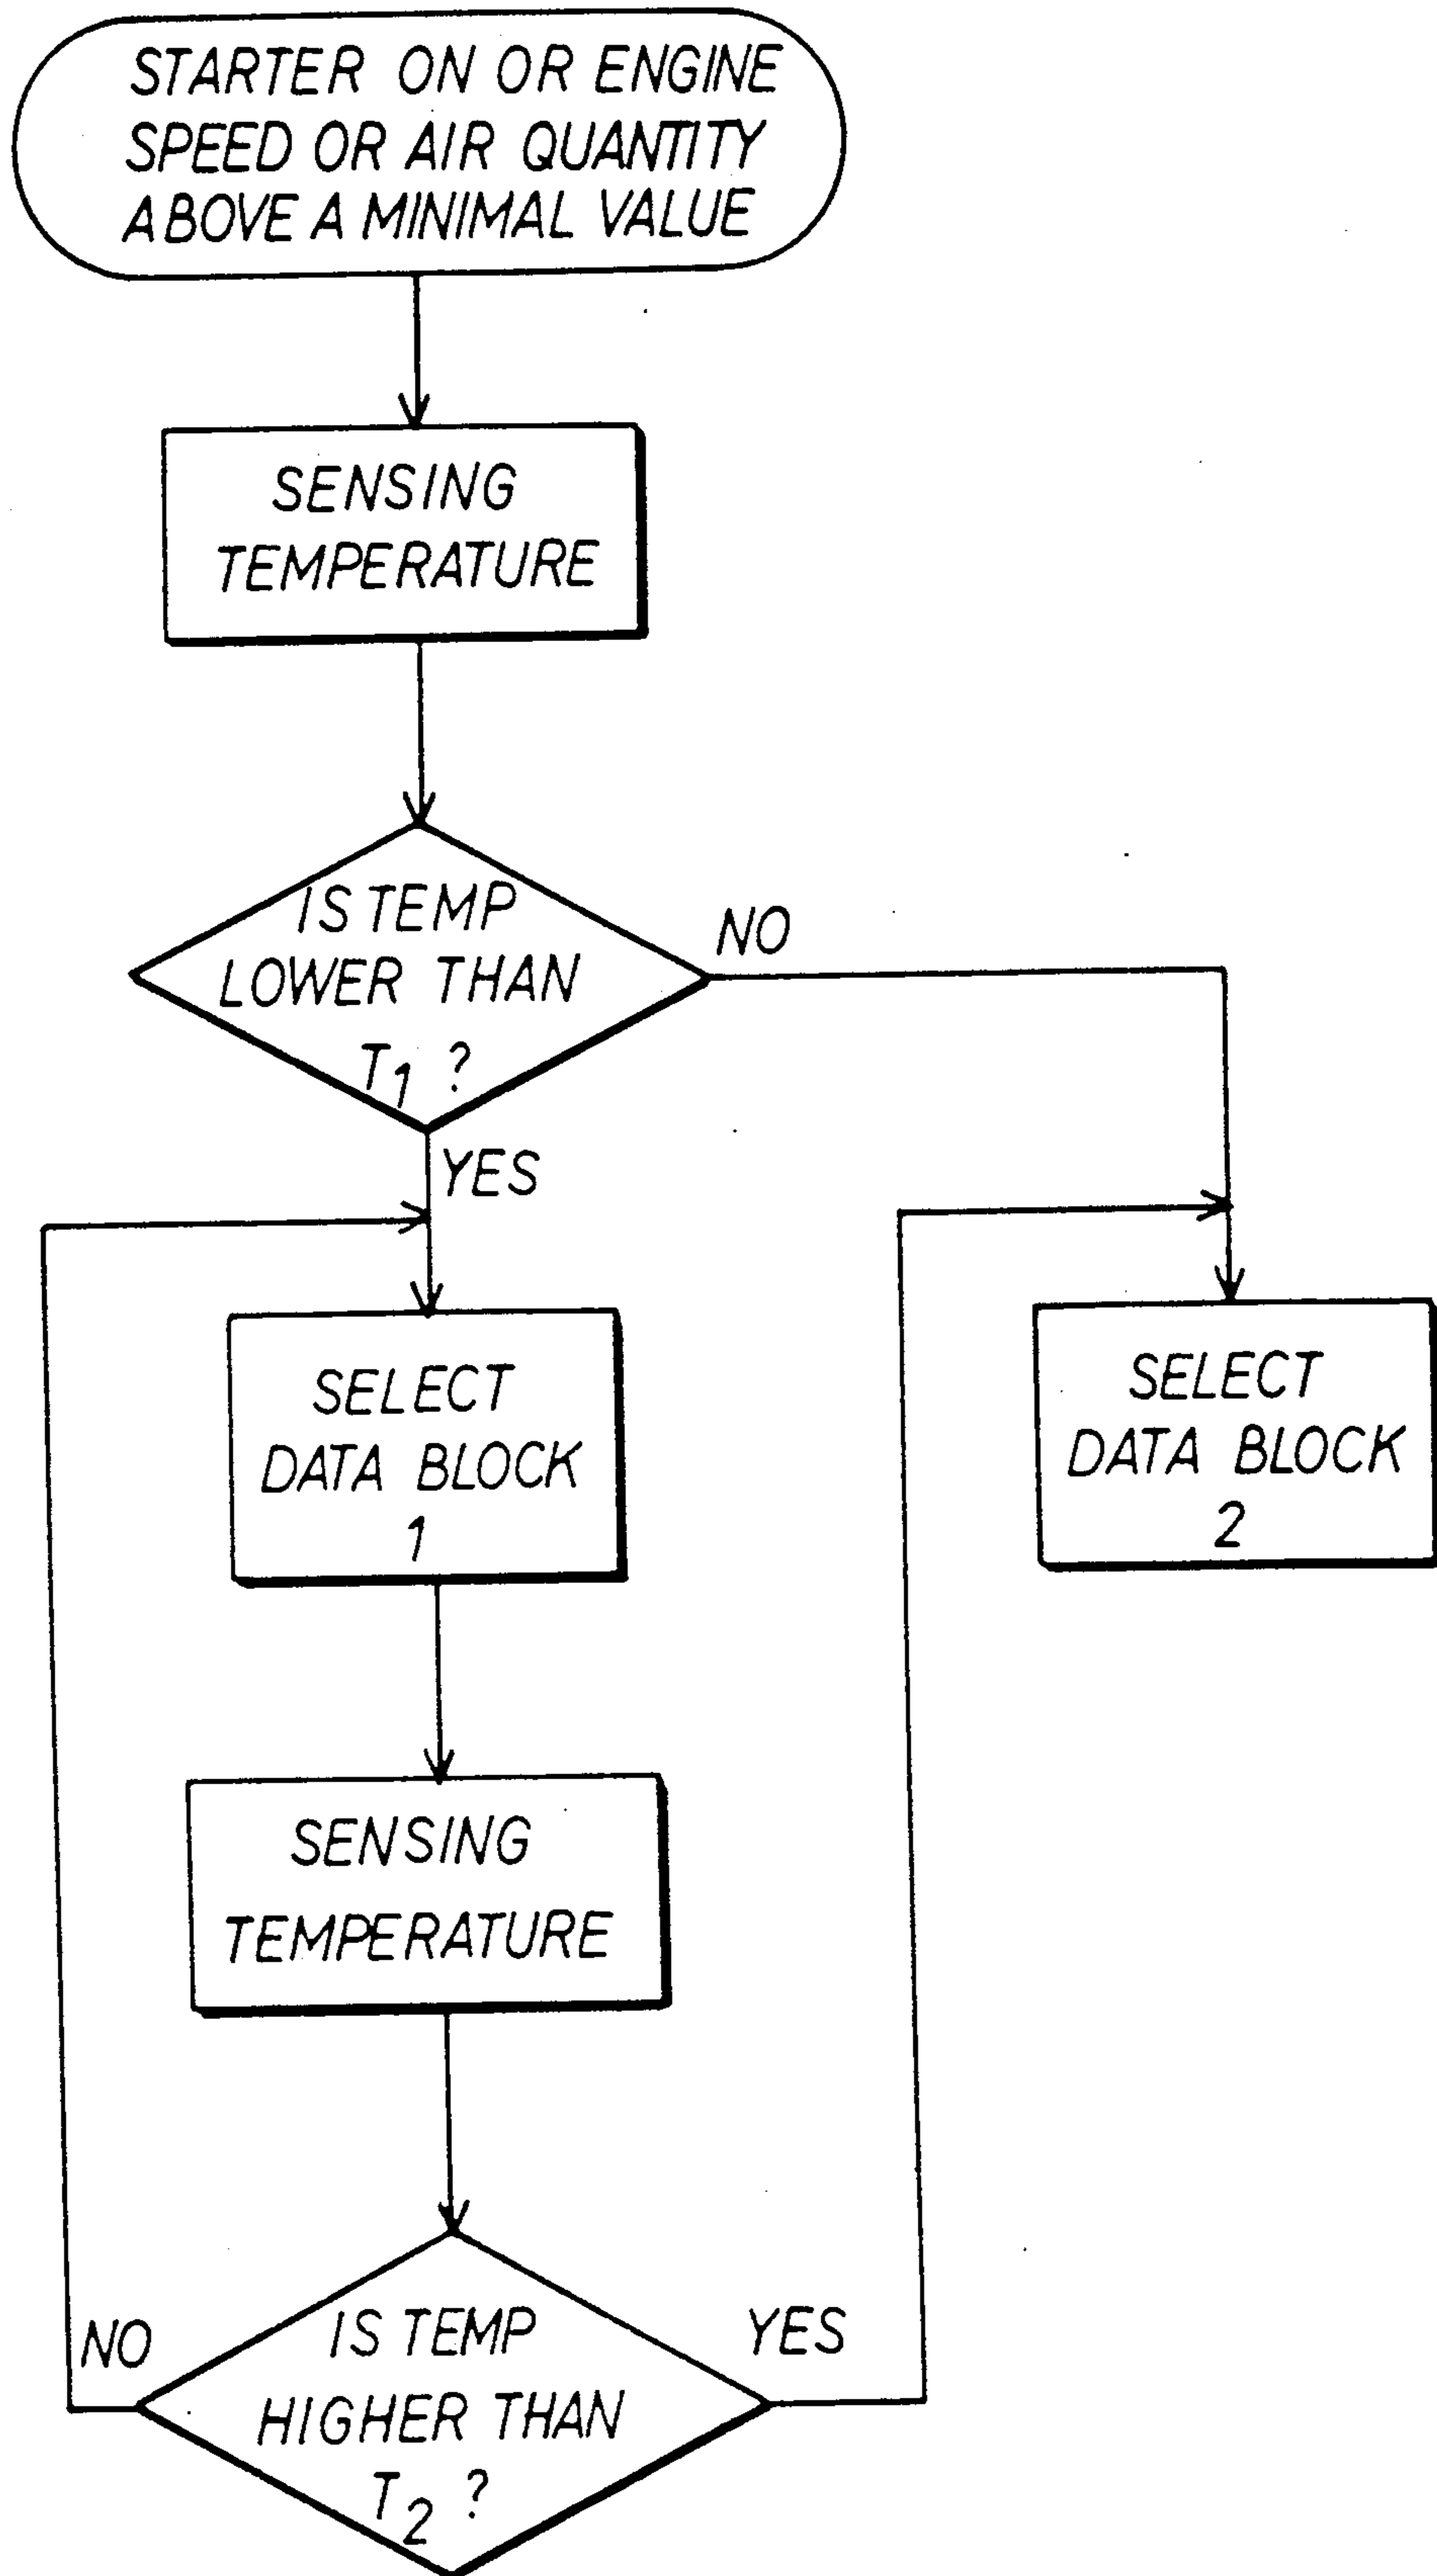 STARTER ON OR ENGINE
SPEED OR AIR QUANTITY
ABOVE A MINIMAL VALUE
SENSING
TEMPERATURE
IS TEMP
LOWER THAN
T1 ?
NO
YES
SELECT
DATA BLOCK
1
SELECT
DATA BLOCK
2
SENSING
TEMPERATURE
NO
IS TEMP
HIGHER THAN
T2 ?
YES